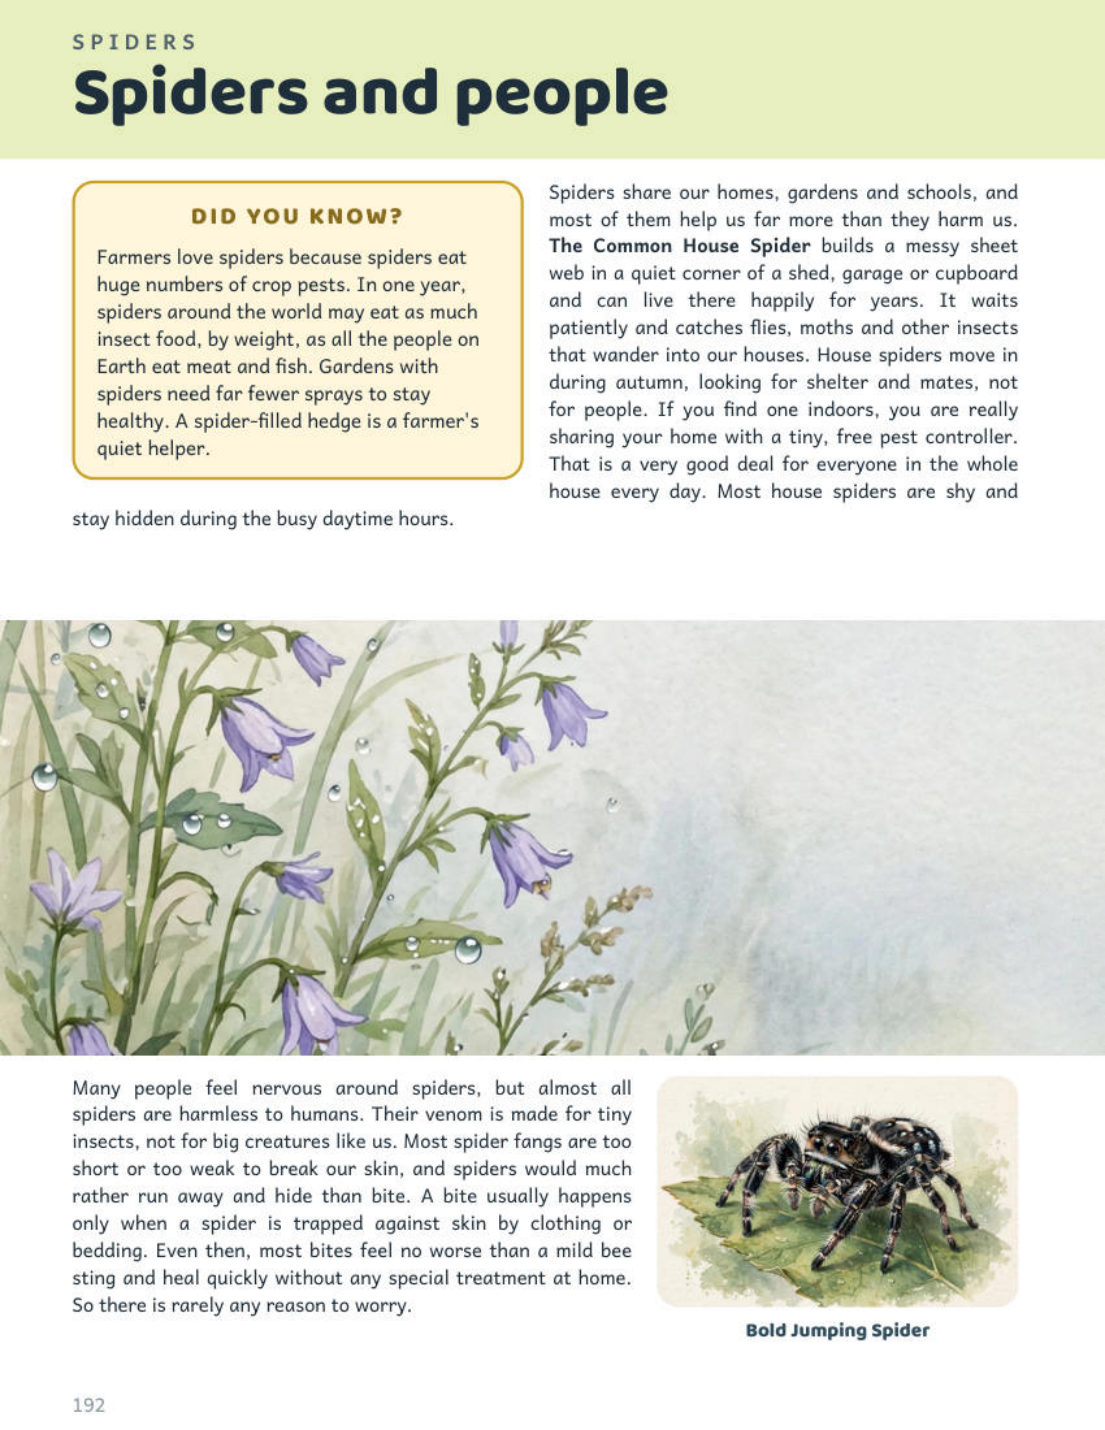 SPIDERS
Spiders and people
DID YOU KNOW?
Farmers love spiders because spiders eat
huge numbers of crop pests. In one year,
spiders around the world may eat as much
insect food, by weight, as all the people on
Earth eat meat and fish. Gardens with
spiders need far fewer sprays to stay
healthy. A spider-filled hedge is a farmer's
quiet helper.
Spiders share our homes, gardens and schools, and
most of them help us far more than they harm us.
The Common House Spider builds a messy sheet
web in a quiet corner of a shed, garage or cupboard
and can live there happily for years. It waits
patiently and catches flies, moths and other insects
that wander into our houses. House spiders move in
during autumn, looking for shelter and mates, not
for people. If you find one indoors, you are really
sharing your home with a tiny, free pest controller.
That is a very good deal for everyone in the whole
house every day. Most house spiders are shy and
stay hidden during the busy daytime hours.
Many people feel nervous around spiders, but almost all
spiders are harmless to humans. Their venom is made for tiny
insects, not for big creatures like us. Most spider fangs are too
short or too weak to break our skin, and spiders would much
rather run away and hide than bite. A bite usually happens
only when a spider is trapped against skin by clothing or
bedding. Even then, most bites feel no worse than a mild bee
sting and heal quickly without any special treatment at home.
So there is rarely any reason to worry.
Bold Jumping Spider
192